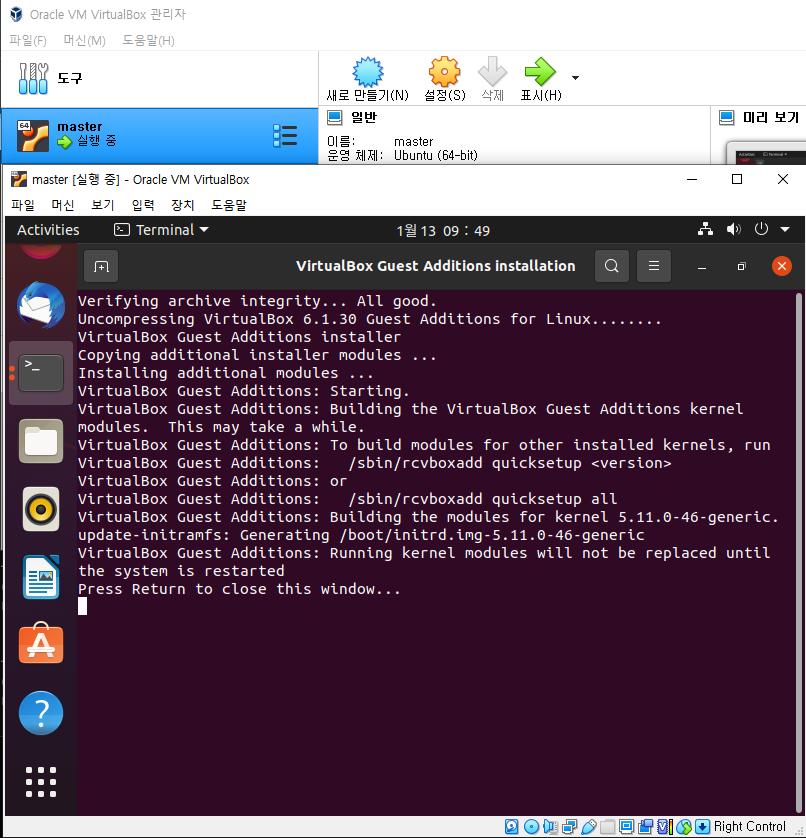 Oracle VM VirtualBox 관리자
파일(F) 머신(M) 도움말(H)
도구
새로 만들기(N) 설정(S) 삭제 표시(H)
64
master
실행 중
일반
이름: master
운영 체제: Ubuntu (64-bit)
미리 보기
master [실행 중] - Oracle VM VirtualBox
파일 머신 보기 입력 장치 도움말
Activities Terminal 1월 13 09 : 49
VirtualBox Guest Additions installation
Verifying archive integrity... All good.
Uncompressing VirtualBox 6.1.30 Guest Additions for Linux........
VirtualBox Guest Additions installer
Copying additional installer modules ...
Installing additional modules ...
VirtualBox Guest Additions: Starting.
VirtualBox Guest Additions: Building the VirtualBox Guest Additions kernel
modules.  This may take a while.
VirtualBox Guest Additions: To build modules for other installed kernels, run
VirtualBox Guest Additions:   /sbin/rcvboxadd quicksetup <version>
VirtualBox Guest Additions: or
VirtualBox Guest Additions:   /sbin/rcvboxadd quicksetup all
VirtualBox Guest Additions: Building the modules for kernel 5.11.0-46-generic.
update-initramfs: Generating /boot/initrd.img-5.11.0-46-generic
VirtualBox Guest Additions: Running kernel modules will not be replaced until
the system is restarted
Press Return to close this window...
Right Control